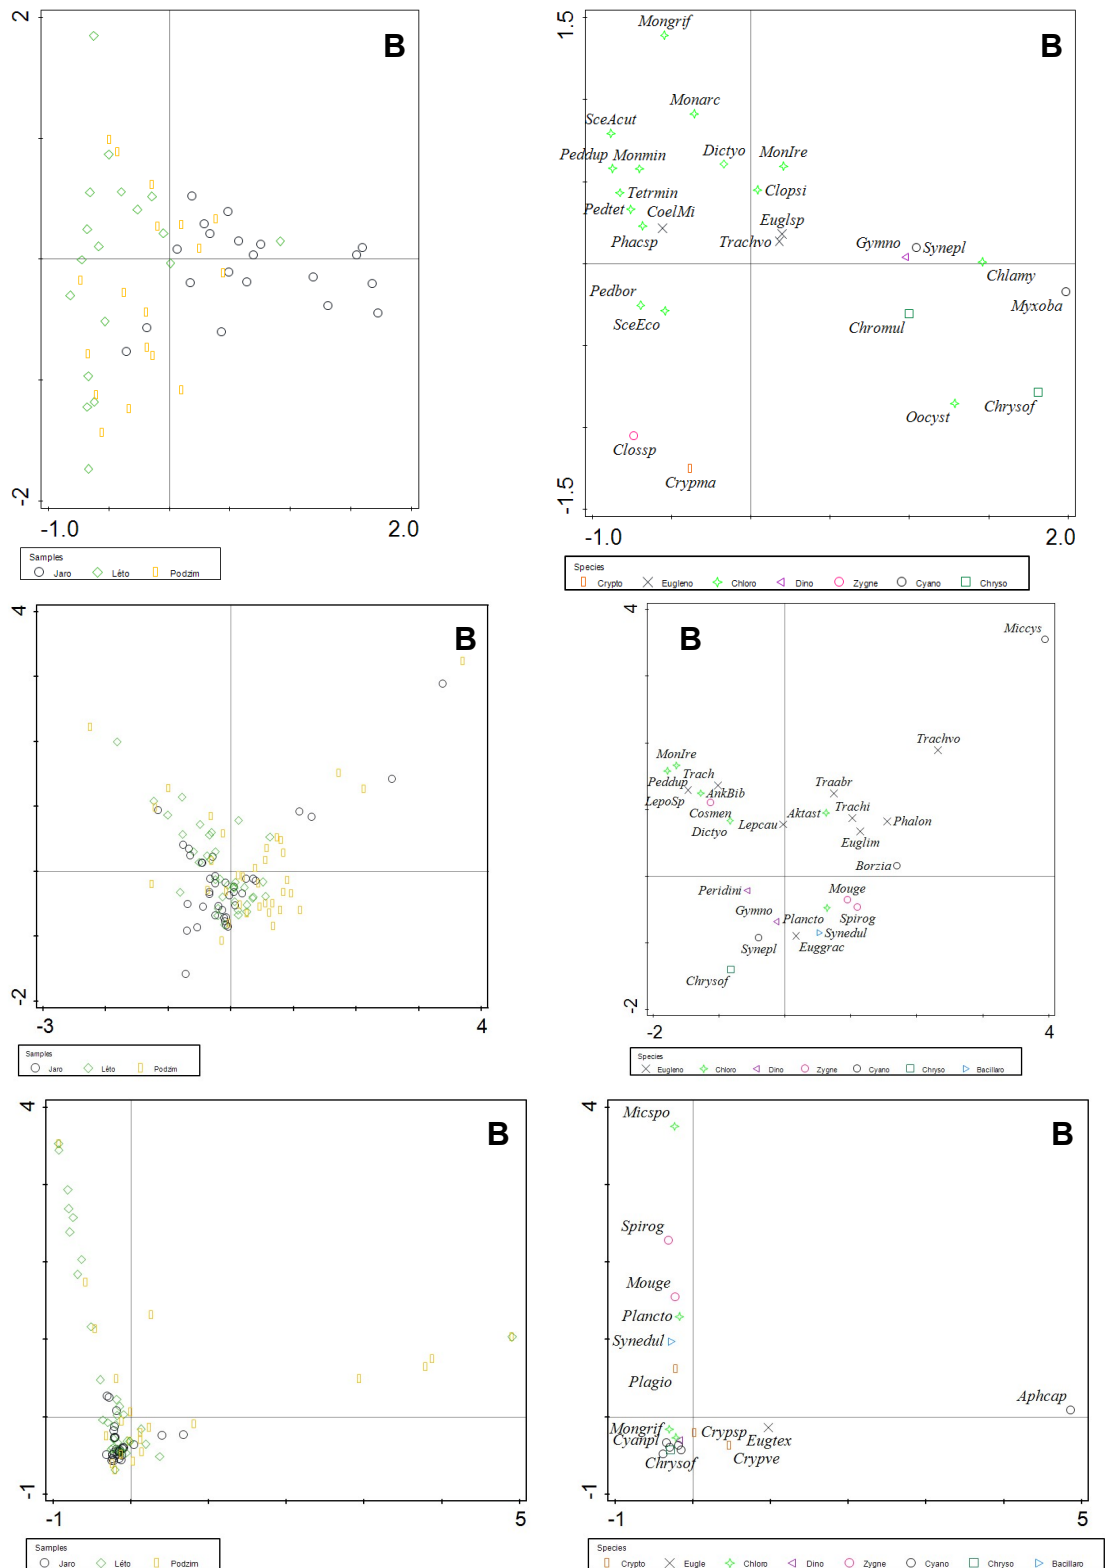 2
B
-2
-1.0
2.0
Samples
Jaro Léto Podzim
1.5
B
Mongrif
Monarc
SceAcut
Peddup Monmin
Dictyo
MonIre
Tetrmin
Clopsi
Pedtet
CoelMi
Phacsp
Euglsp
Trachvo
Gymno
Synepl
Chlamy
Myxoba
Pedbor
SceEco
Chromul
Chrysof
Oocyst
Clossp
Crypma
-1.5
-1.0
2.0
Species
Crypto Eugleno Chloro Dino Zygne Cyano Chryso
4
B
-2
-3
4
Samples
Jaro Léto Podzim
4
B
Miccys
Trachvo
MonIre
Trach
Peddup
AnkBib
LepoSp
Cosmen
Dictyo
Lepcau
Traabr
Aktast
Trachi
Phalon
Euglim
Borzia
Peridini
Mouge
Gymno
Plancto
Spirog
Synedul
Synepl
Euggrac
Chrysof
-2
-2
4
Species
Eugleno Chloro Dino Zygne Cyano Chryso Bacillaro
4
B
-1
-1
5
Samples
Jaro Léto Podzim
4
B
Micspo
Spirog
Mouge
Plancto
Synedul
Plagio
Aphcap
Mongrif
Crypsp
Cyanpl
Eugtex
Crypve
Chrysof
-1
-1
5
Species
Crypto Eugle Chloro Dino Zygne Cyano Chryso Bacillaro